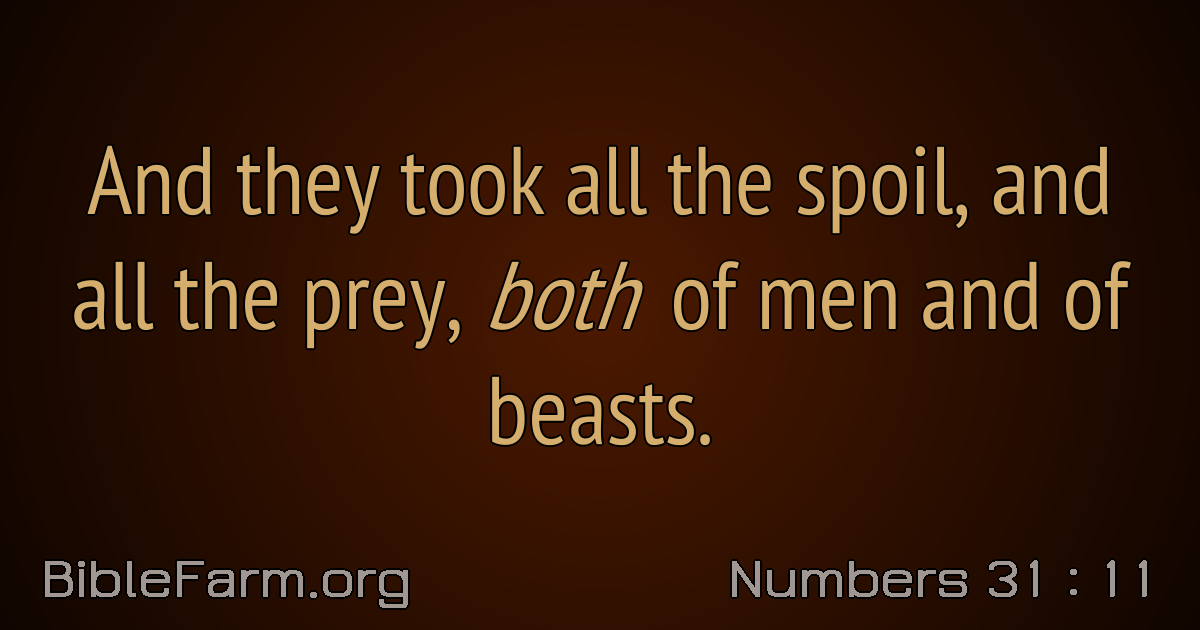 And they took all the spoil, and
all the prey, both of men and of
beasts.
BibleFarm.org
Numbers 31 : 11